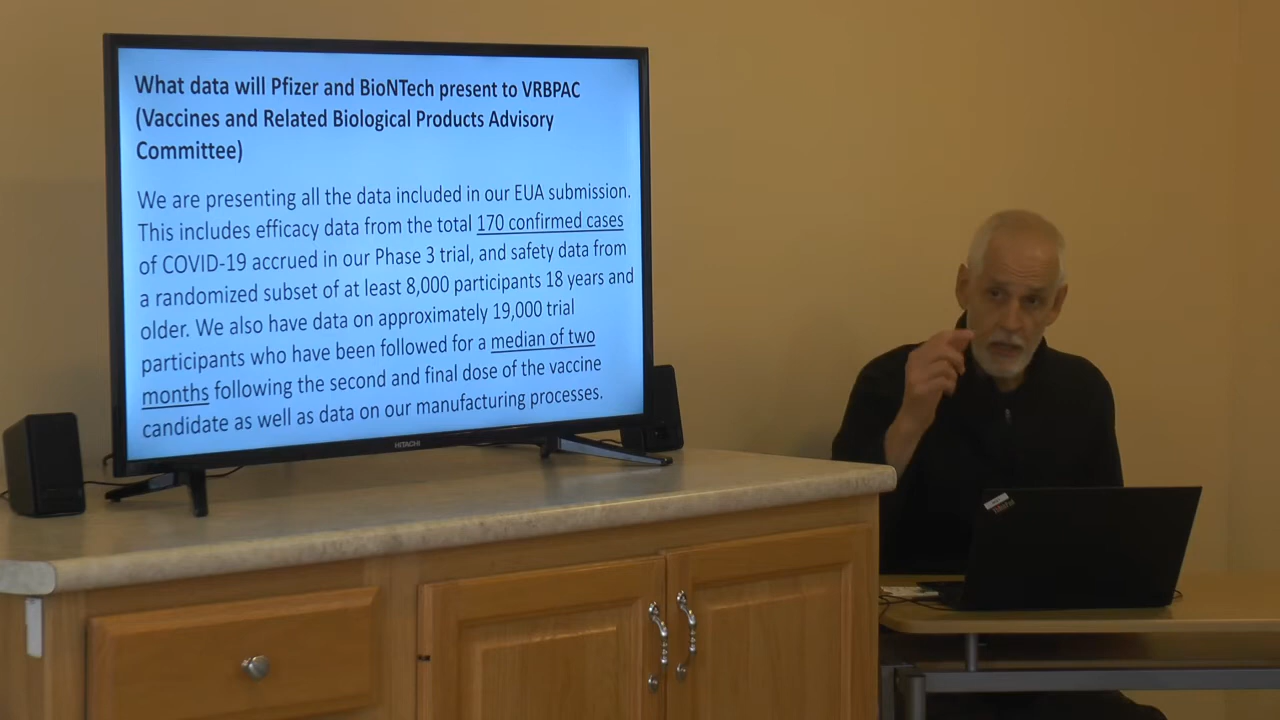 What data will Pfizer and BioNTech present to VRBPAC
(Vaccines and Related Biological Products Advisory
Committee)
We are presenting all the data included in our EUA submission.
This includes efficacy data from the total 170 confirmed cases
of COVID-19 accrued in our Phase 3 trial, and safety data from
a randomized subset of at least 8,000 participants 18 years and
older. We also have data on approximately 19,000 trial
participants who have been followed for a median of two
months following the second and final dose of the vaccine
candidate as well as data on our manufacturing processes.
HITACHI